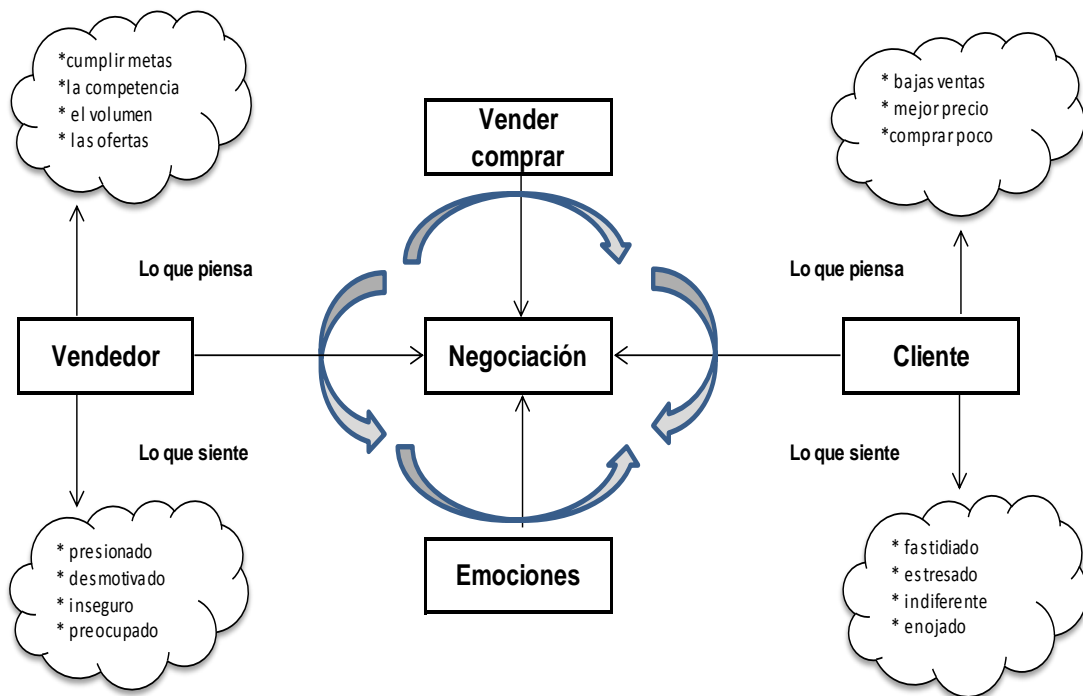 *cumplir metas
*la competencia
* el volumen
* las ofertas
Vender
comprar
* bajas ventas
* mejor precio
*comprar poco
Lo que piensa
Lo que piensa
Vendedor
Negociación
Cliente
Lo que siente
Lo que siente
* presionado
* desmotivado
* inseguro
* preocupado
Emociones
* fastidiado
* estresado
* indiferente
* enojado